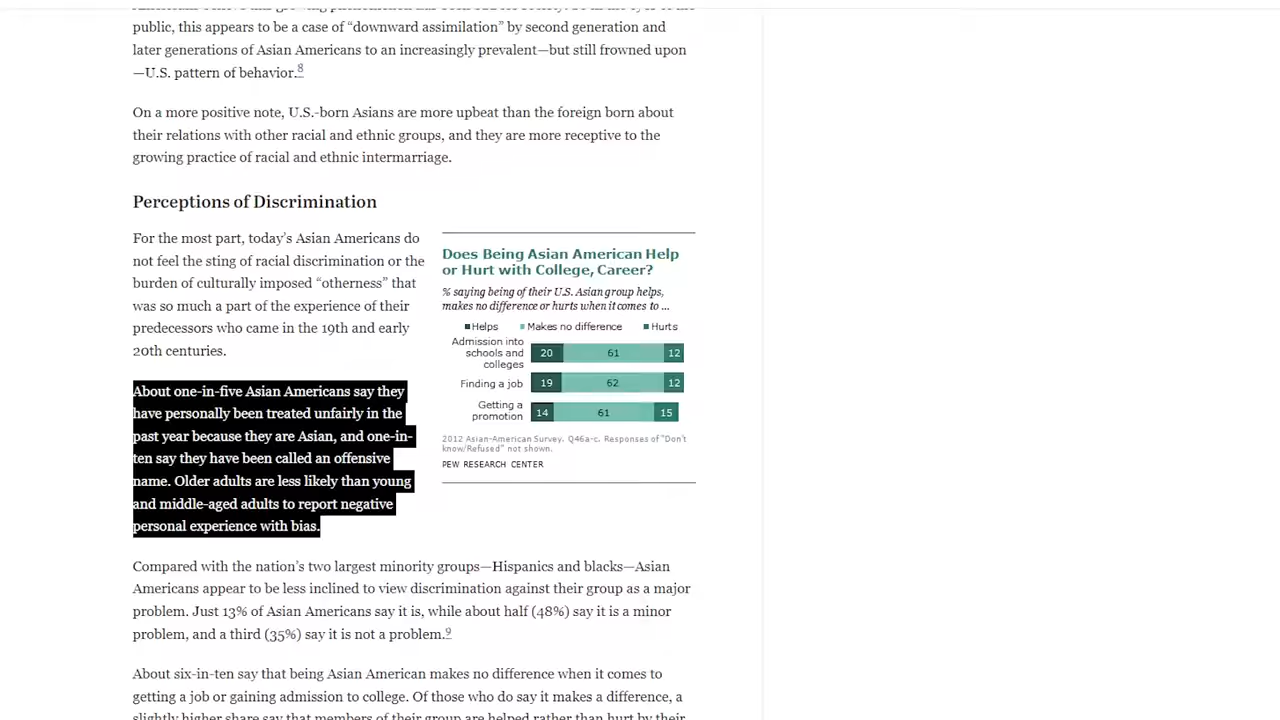 public, this appears to be a case of “downward assimilation” by second generation and
later generations of Asian Americans to an increasingly prevalent—but still frowned upon
—U.S. pattern of behavior.8
On a more positive note, U.S.-born Asians are more upbeat than the foreign born about
their relations with other racial and ethnic groups, and they are more receptive to the
growing practice of racial and ethnic intermarriage.
Perceptions of Discrimination
For the most part, today’s Asian Americans do
not feel the sting of racial discrimination or the
burden of culturally imposed “otherness” that
was so much a part of the experience of their
predecessors who came in the 19th and early
20th centuries.
About one-in-five Asian Americans say they
have personally been treated unfairly in the
past year because they are Asian, and one-in-
ten say they have been called an offensive
name. Older adults are less likely than young
and middle-aged adults to report negative
personal experience with bias.
Does Being Asian American Help
or Hurt with College, Career?
% saying being of their U.S. Asian group helps,
makes no difference or hurts when it comes to ...
Helps Makes no difference Hurts
Admission into
schools and
colleges
20 61 12
Finding a job 19 62 12
Getting a
promotion
14 61 15
2012 Asian-American Survey. Q46a-c. Responses of “Don’t
know/Refused” not shown.
PEW RESEARCH CENTER
Compared with the nation’s two largest minority groups—Hispanics and blacks—Asian
Americans appear to be less inclined to view discrimination against their group as a major
problem. Just 13% of Asian Americans say it is, while about half (48%) say it is a minor
problem, and a third (35%) say it is not a problem.9
About six-in-ten say that being Asian American makes no difference when it comes to
getting a job or gaining admission to college. Of those who do say it makes a difference, a
slightly higher share say that members of their group are helped rather than hurt by their